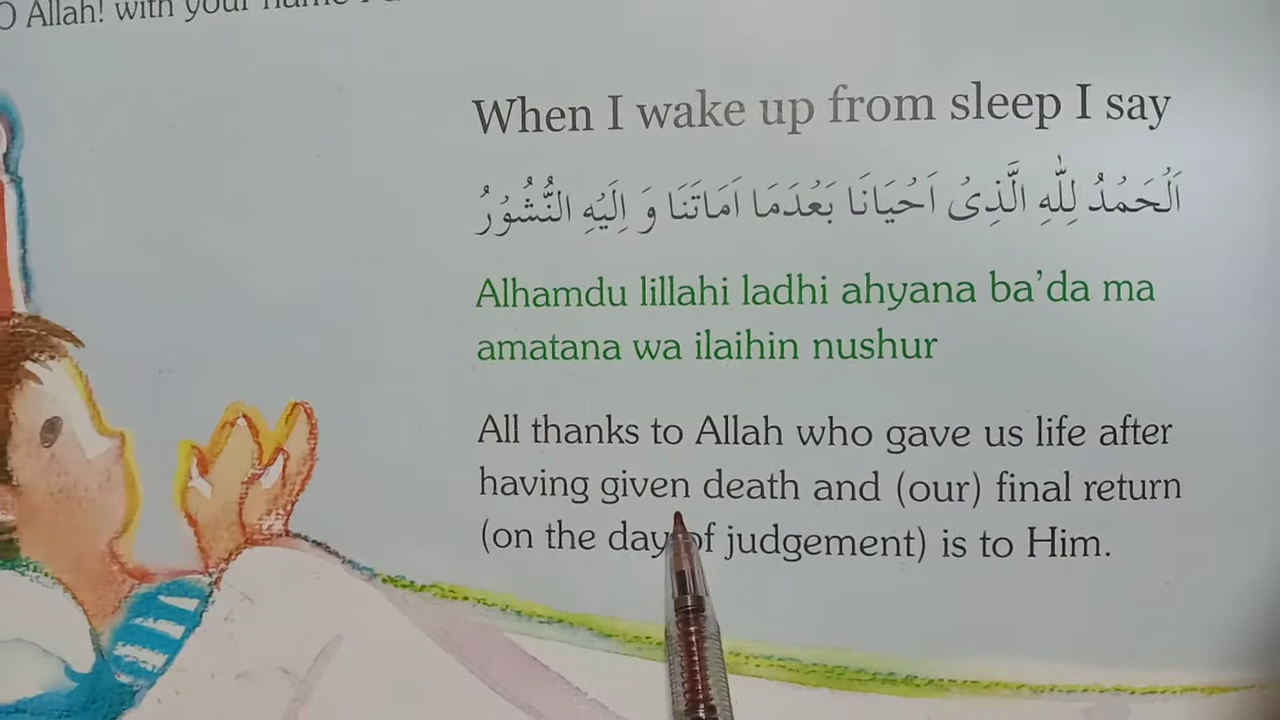 O Allah! with your name I
When I wake up from sleep I say
اَلْحَمْدُ لِلّٰهِ الَّذِیْ اَحْيَانَا بَعْدَمَا اَمَاتَنَا وَ اِلَيْهِ النُّشُوْرُ
Alhamdu lillahi ladhi ahyana ba’da ma
amatana wa ilaihin nushur
All thanks to Allah who gave us life after
having given death and (our) final return
(on the day of judgement) is to Him.